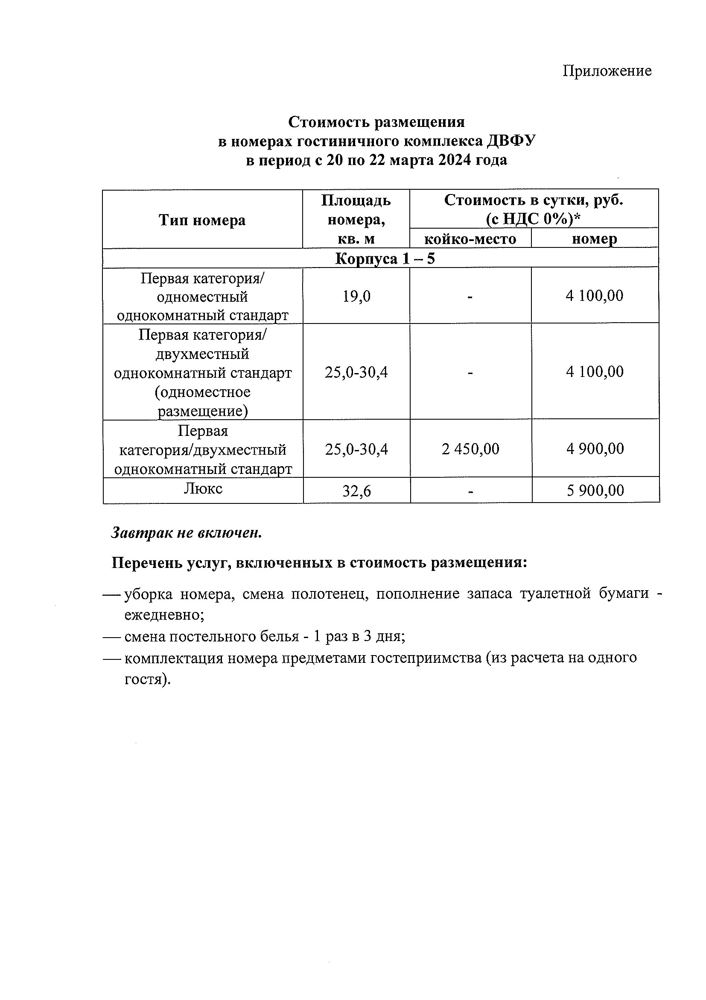 Приложение
Стоимость размещения
в номерах гостиничного комплекса ДВФУ
в период с 20 по 22 марта 2024 года
Тип номера
Площадь
номера,
кв. м
Стоимость в сутки, руб.
(с НДС 0%)*
койко-место
номер
Корпуса 1 – 5
Первая категория/
одноместный
однокомнатный стандарт
19,0
-
4 100,00
Первая категория/
двухместный
однокомнатный стандарт
(одноместное
размещение)
25,0-30,4
-
4 100,00
Первая
категория/двухместный
однокомнатный стандарт
25,0-30,4
2 450,00
4 900,00
Люкс
32,6
-
5 900,00
Завтрак не включен.
Перечень услуг, включенных в стоимость размещения:
— уборка номера, смена полотенец, пополнение запаса туалетной бумаги -
ежедневно;
— смена постельного белья - 1 раз в 3 дня;
— комплектация номера предметами гостеприимства (из расчета на одного
гостя).